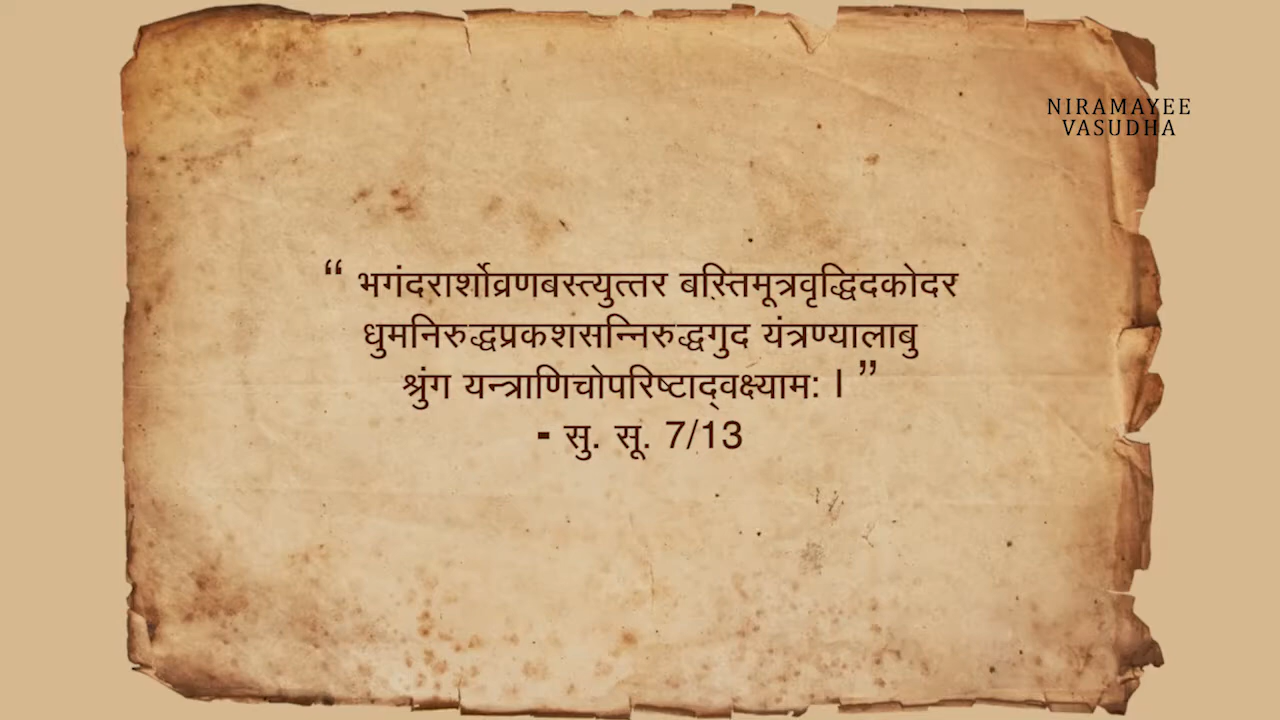 NIRAMAYEE
VASUDHA
“ भगंदरार्शोव्रणबस्त्युत्तर बस्तिमूत्रवृद्धिदकोदर
धुमनिरुद्धप्रकशसन्निरुद्धगुद यंत्रण्यालाबु
श्रुंग यन्त्राणिचोपरिष्टाद्वक्ष्यामः । ”
- सु. सू. 7/13